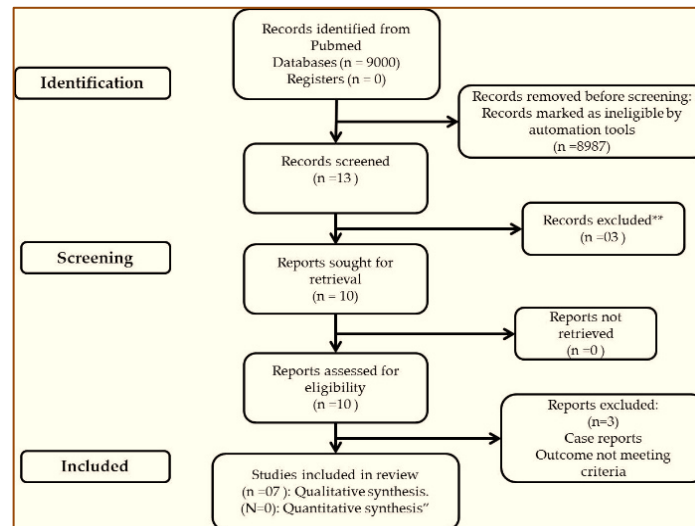 Records identified from
Pubmed
Databases (n = 9000)
Registers (n = 0)
Identification
Records removed before screening:
Records marked as ineligible by
automation tools
(n =8987)
Records screened
(n =13 )
Records excluded**
(n =03 )
Screening
Reports sought for
retrieval
(n = 10)
Reports not
retrieved
(n =0 )
Reports assessed for
eligibility
(n =10 )
Reports excluded:
(n=3)
Case reports
Outcome not meeting
criteria
Included
Studies included in review
(n =07 ): Qualitative synthesis.
(N=0): Quantitative synthesis”